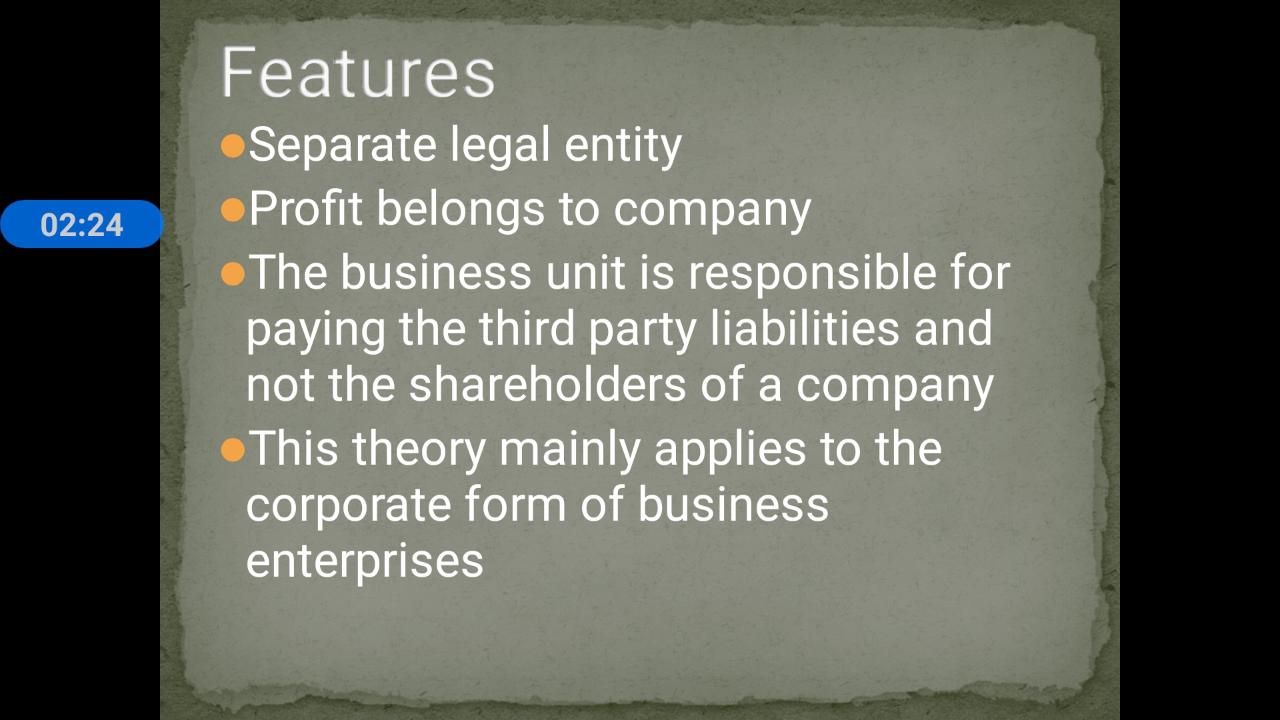 Features
●Separate legal entity
●Profit belongs to company
02:24
●The business unit is responsible for
paying the third party liabilities and
not the shareholders of a company
●This theory mainly applies to the
corporate form of business
enterprises